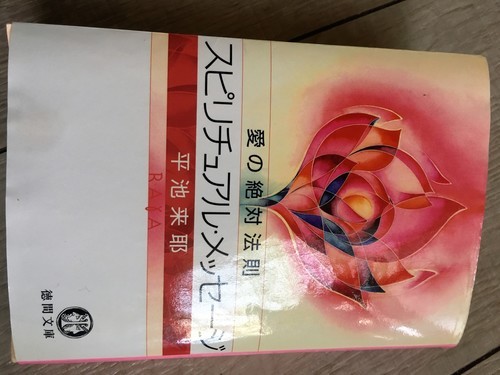 愛の絶対法則
スピリチュアル・メッセージ
平池来耶
RAYA
徳間文庫